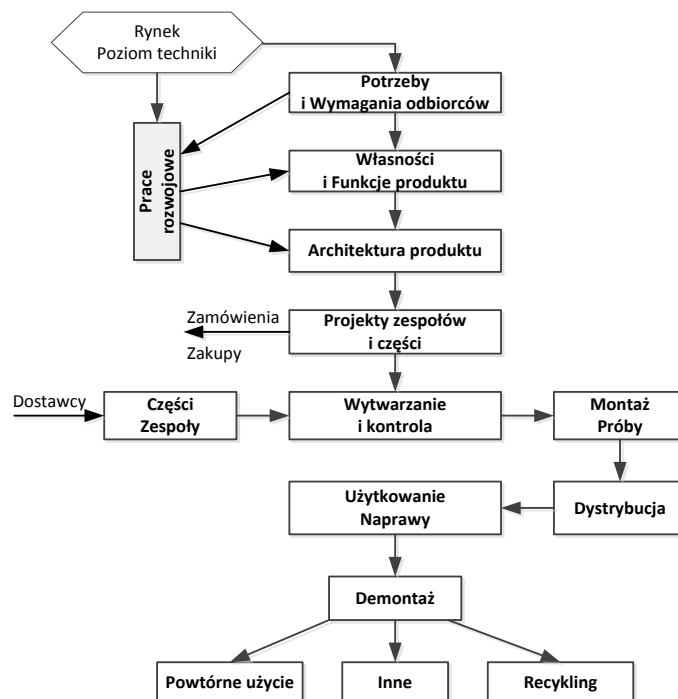 Rynek
Poziom techniki
Potrzeby
i Wymagania odbiorców
Prace
rozwojowe
Własności
i Funkcje produktu
Architektura produktu
Zamówienia
Zakupy
Projekty zespołów
i części
Dostawcy
Części
Zespoły
Wytwarzanie
i kontrola
Montaż
Próby
Użytkowanie
Naprawy
Dystrybucja
Demontaż
Powtórne użycie
Inne
Recykling